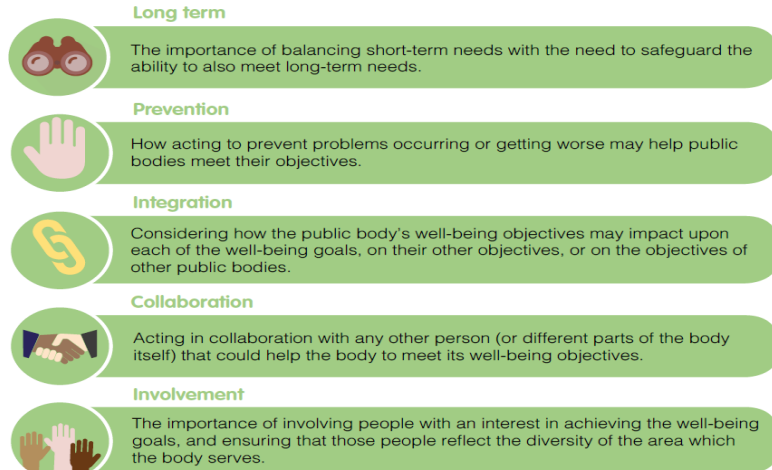 Long term
The importance of balancing short-term needs with the need to safeguard the
ability to also meet long-term needs.
Prevention
How acting to prevent problems occurring or getting worse may help public
bodies meet their objectives.
Integration
Considering how the public body's well-being objectives may impact upon
each of the well-being goals, on their other objectives, or on the objectives of
other public bodies.
Collaboration
Acting in collaboration with any other person (or different parts of the body
itself) that could help the body to meet its well-being objectives.
Involvement
The importance of involving people with an interest in achieving the well-being
goals, and ensuring that those people reflect the diversity of the area which
the body serves.